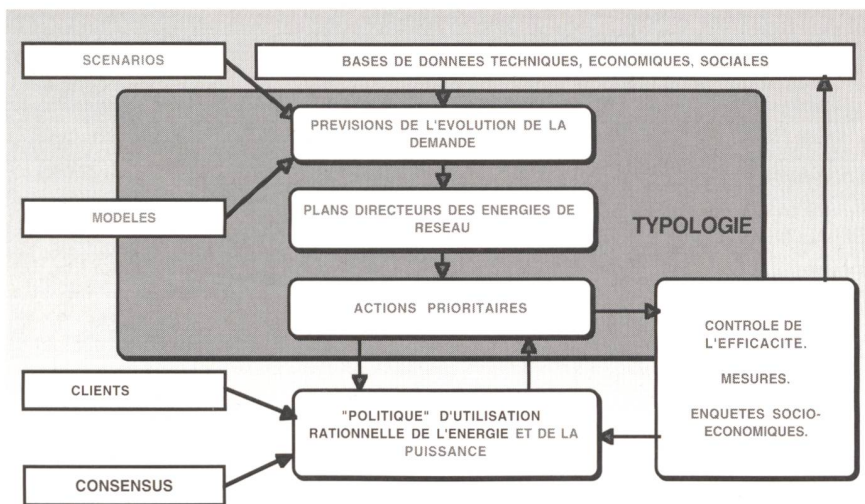 SCENARIOS
BASES DE DONNEES TECHNIQUES, ECONOMIQUES, SOCIALES
PREVISIONS DE L'EVOLUTION DE LA
DEMANDE
MODELES
PLANS DIRECTEURS DES ENERGIES DE
RESEAU
TYPOLOGIE
ACTIONS PRIORITAIRES
CONTROLE DE
L'EFFICACITE.
MESURES.
ENQUETES SOCIO-
ECONOMIQUES.
CLIENTS
"POLITIQUE" D'UTILISATION
RATIONNELLE DE L'ENERGIE ET DE LA
PUISSANCE
CONSENSUS